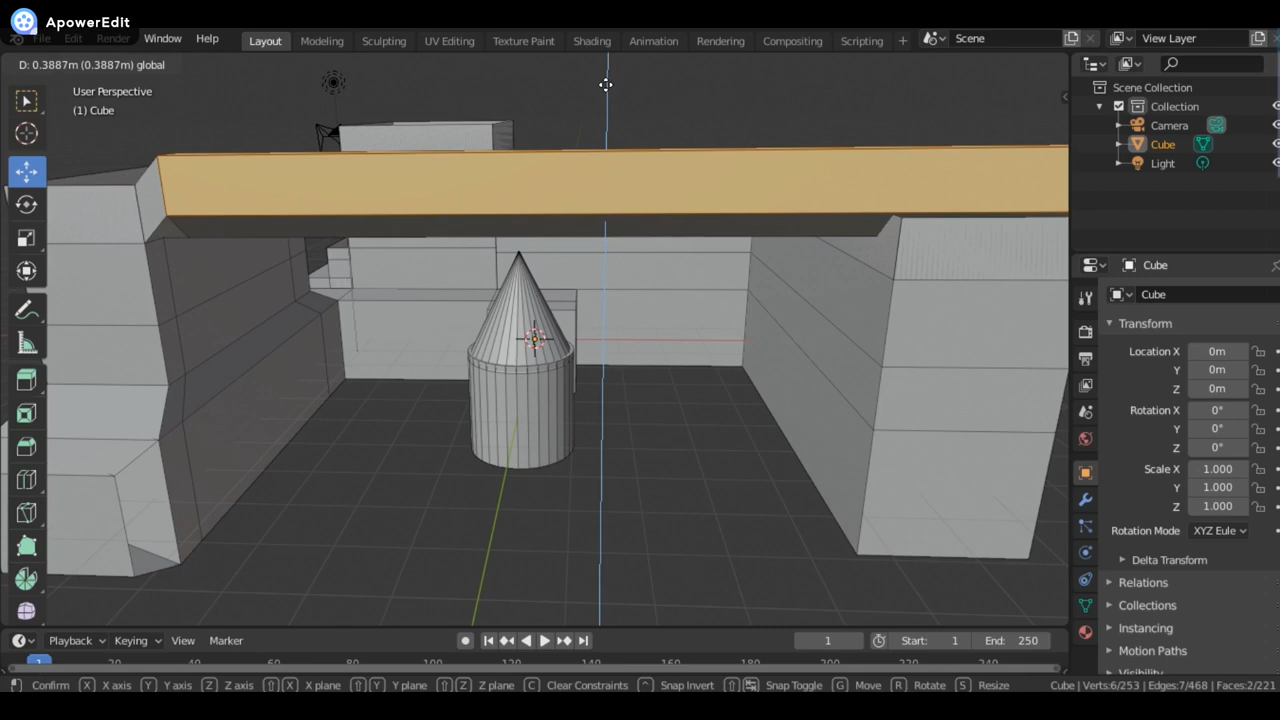 ApowerEdit
File Edit Render Window Help
Layout Modeling Sculpting UV Editing Texture Paint Shading Animation Rendering Compositing Scripting +
Scene
View Layer
D: 0.3887m (0.3887m) global
User Perspective
(1) Cube
Scene Collection
Collection
Camera
Cube
Light
Cube
Cube
Transform
Location X 0m
Y 0m
Z 0m
Rotation X 0°
Y 0°
Z 0°
Scale X 1.000
Y 1.000
Z 1.000
Rotation Mode XYZ Eule
Delta Transform
Relations
Collections
Instancing
Motion Paths
Visibility
Playback Keying View Marker
1
Start: 1 End: 250
1 20 40 60 80 100 120 140 160 180 200 220 240
Confirm X X axis Y Y axis Z Z axis X X plane Y Y plane Z Z plane C Clear Constraints Snap Invert Snap Toggle G Move R Rotate S Resize
Cube | Verts:6/253 | Edges:7/468 | Faces:2/221